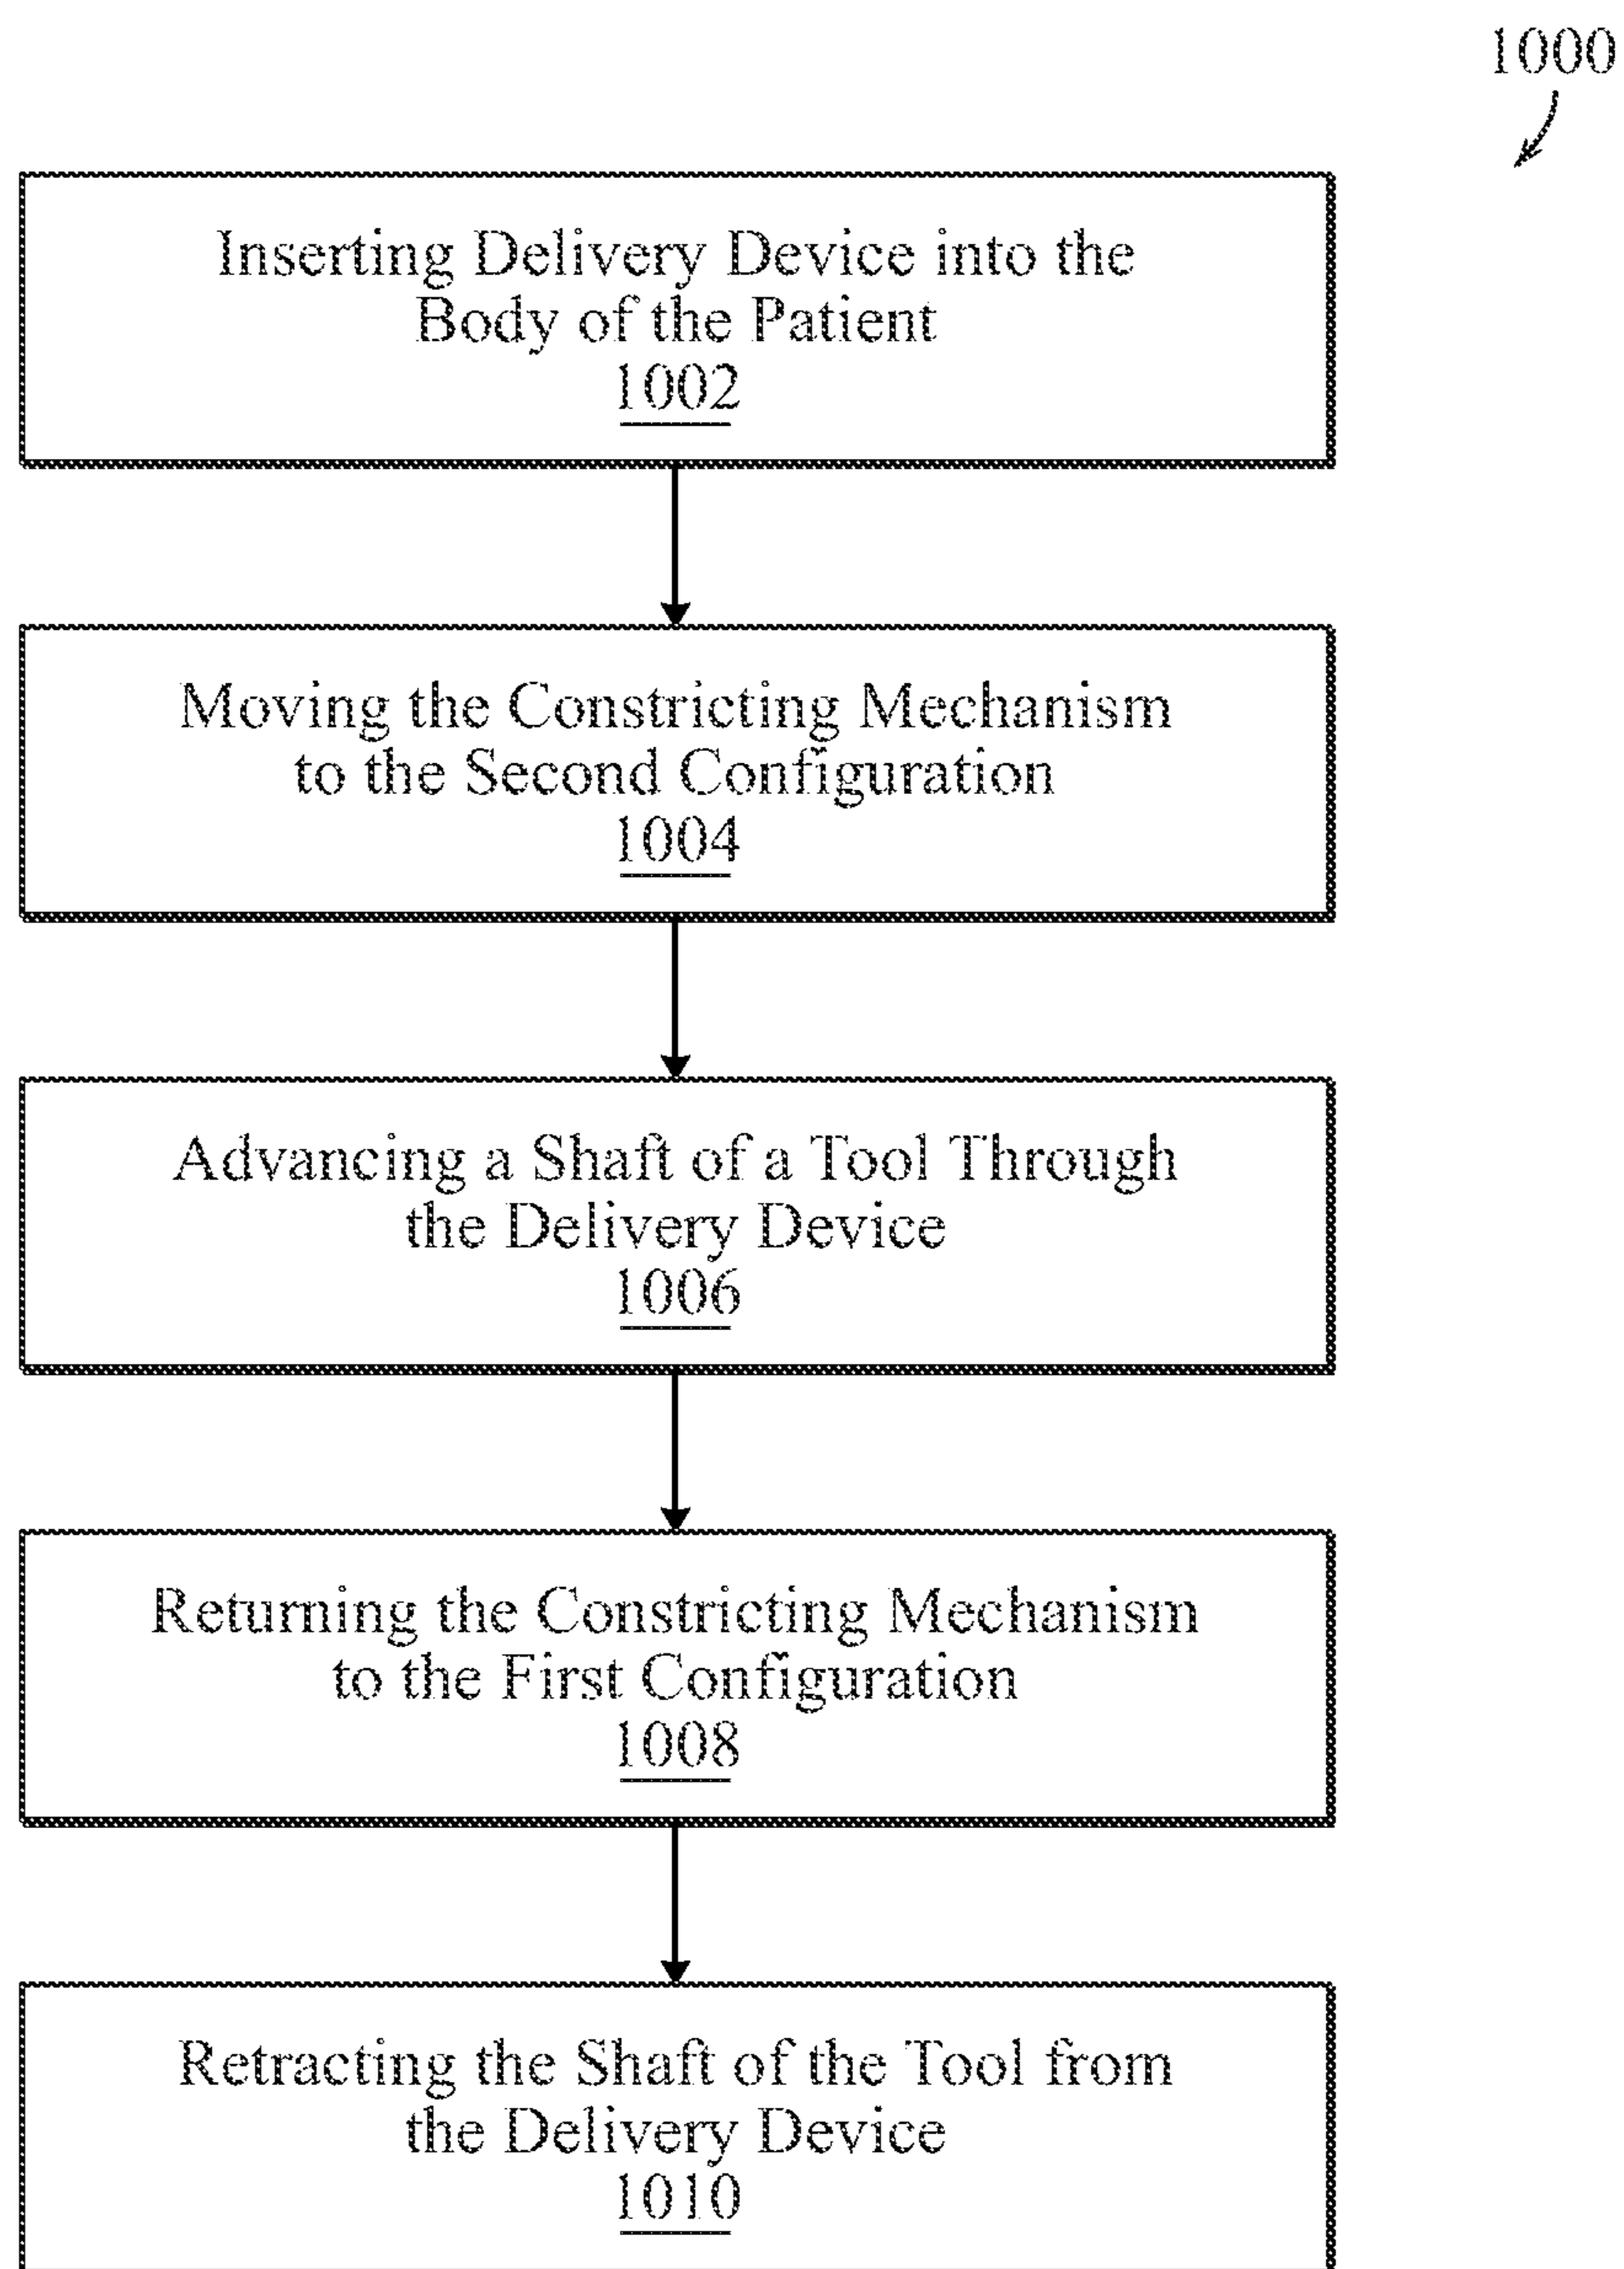 1000
Inserting Delivery Device into the
Body of the Patient
1002
Moving the Constricting Mechanism
to the Second Configuration
1004
Advancing a Shaft of a Tool Through
the Delivery Device
1006
Returning the Constricting Mechanism
to the First Configuration
1008
Retracting the Shaft of the Tool from
the Delivery Device
1010